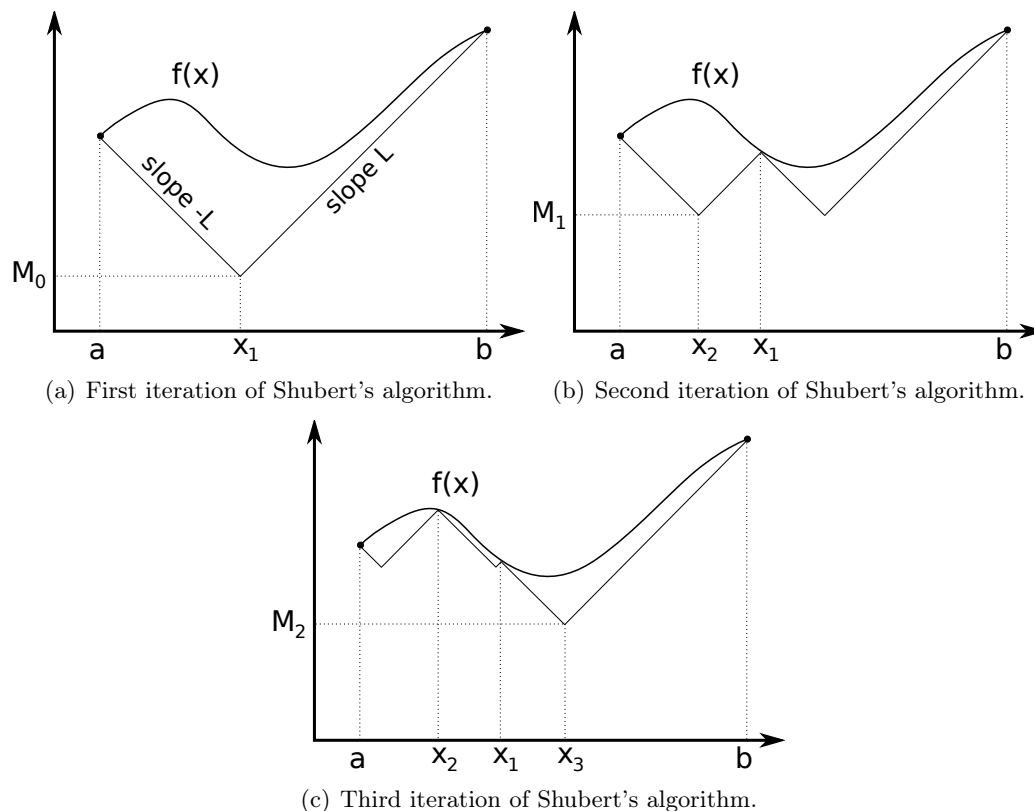 f(x)
slope -L
slope L
M₀
a
x₁
b
(a) First iteration of Shubert's algorithm.
f(x)
M₁
a
x₂
x₁
b
(b) Second iteration of Shubert's algorithm.
f(x)
M₂
a
x₂
x₁
x₃
b
(c) Third iteration of Shubert's algorithm.